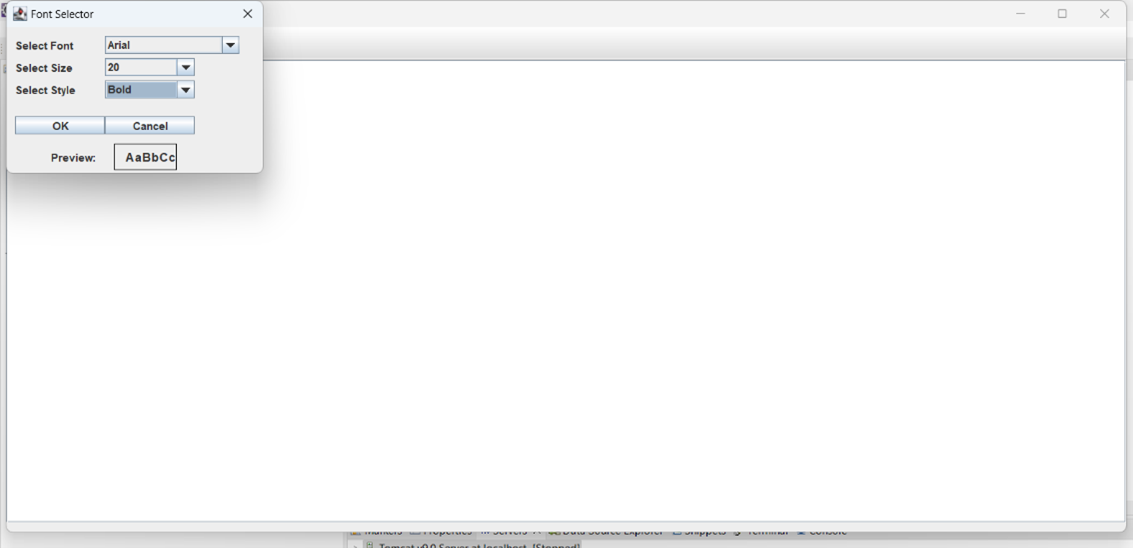 Font Selector
Select Font Arial
Select Size 20
Select Style Bold
OK Cancel
Preview: AaBbCc
Markers Properties Servers Data Source Explorer Snippets Terminal Console
Tomcat v9.0 Server at localhost [Stopped]